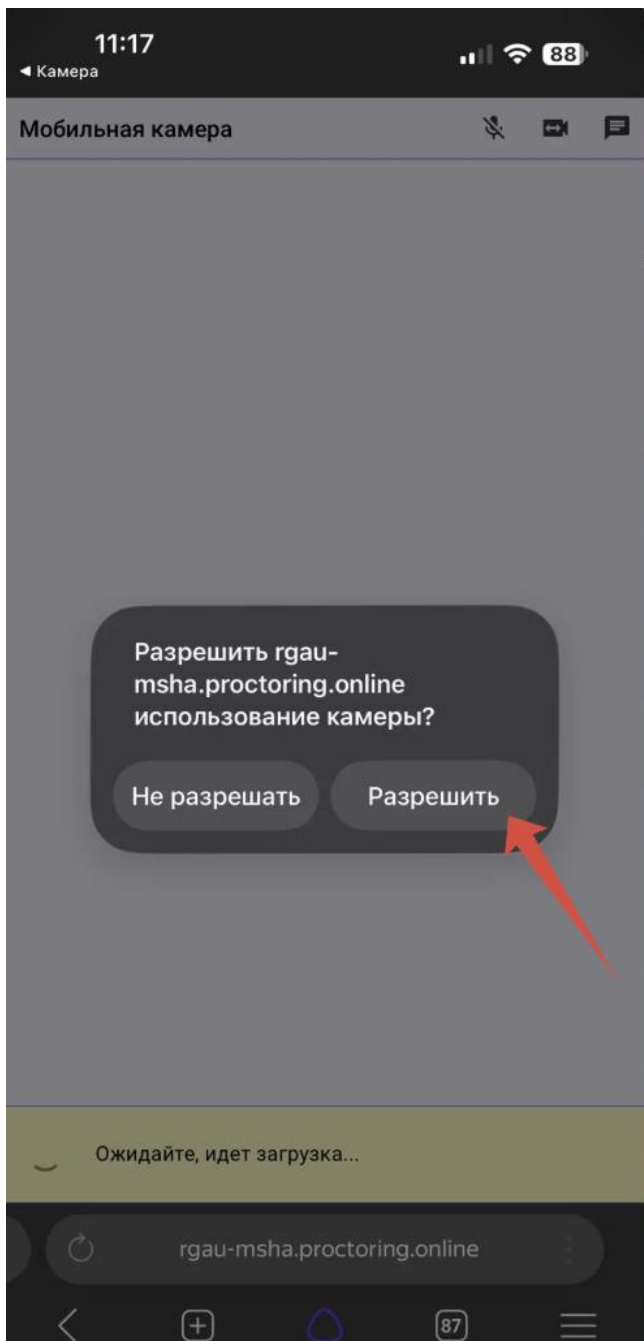 11:17
88
◀ Камера
Мобильная камера
Разрешить rgau-
msha.proctoring.online
использование камеры?
Не разрешать
Разрешить
Ожидайте, идет загрузка...
rgau-msha.proctoring.online
87